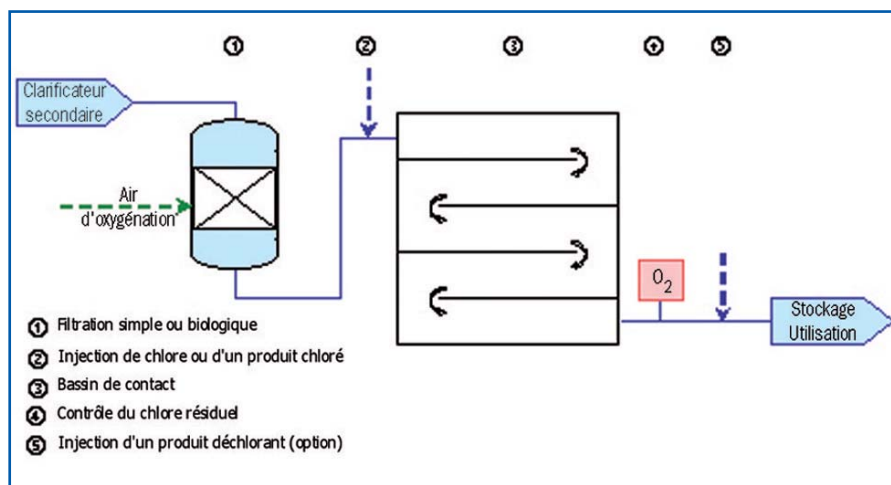 ① ② ③ ④ ⑤
Clarificateur
secondaire
Air
d'oxygénation
O₂
Stockage
Utilisation
① Filtration simple ou biologique
② Injection de chlore ou d'un produit chloré
③ Bassin de contact
④ Contrôle du chlore résiduel
⑤ Injection d'un produit déchlorant (option)